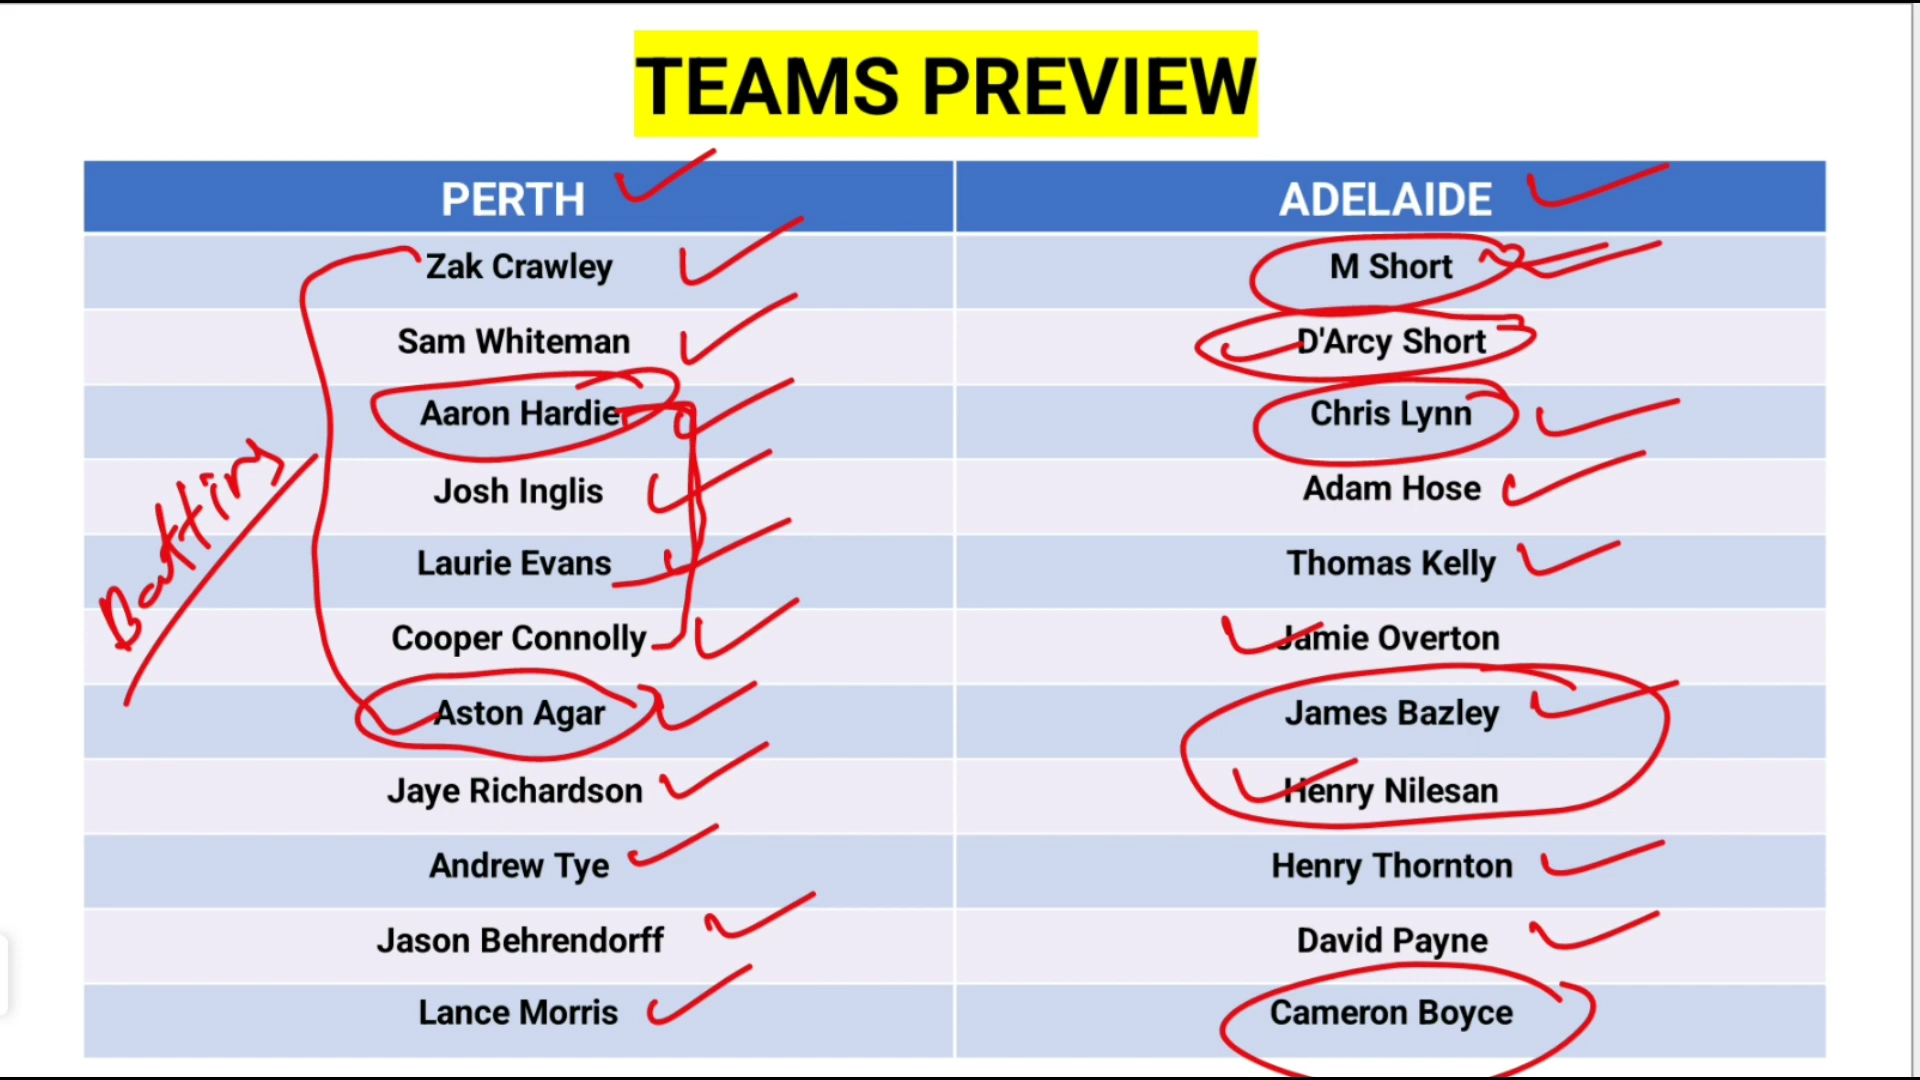 TEAMS PREVIEW
PERTH ADELAIDE
Zak Crawley M Short
Sam Whiteman D'Arcy Short
Aaron Hardie Chris Lynn
Josh Inglis Adam Hose
Laurie Evans Thomas Kelly
Cooper Connolly Jamie Overton
Aston Agar James Bazley
Jaye Richardson Henry Nilesan
Andrew Tye Henry Thornton
Jason Behrendorff David Payne
Lance Morris Cameron Boyce
Batting